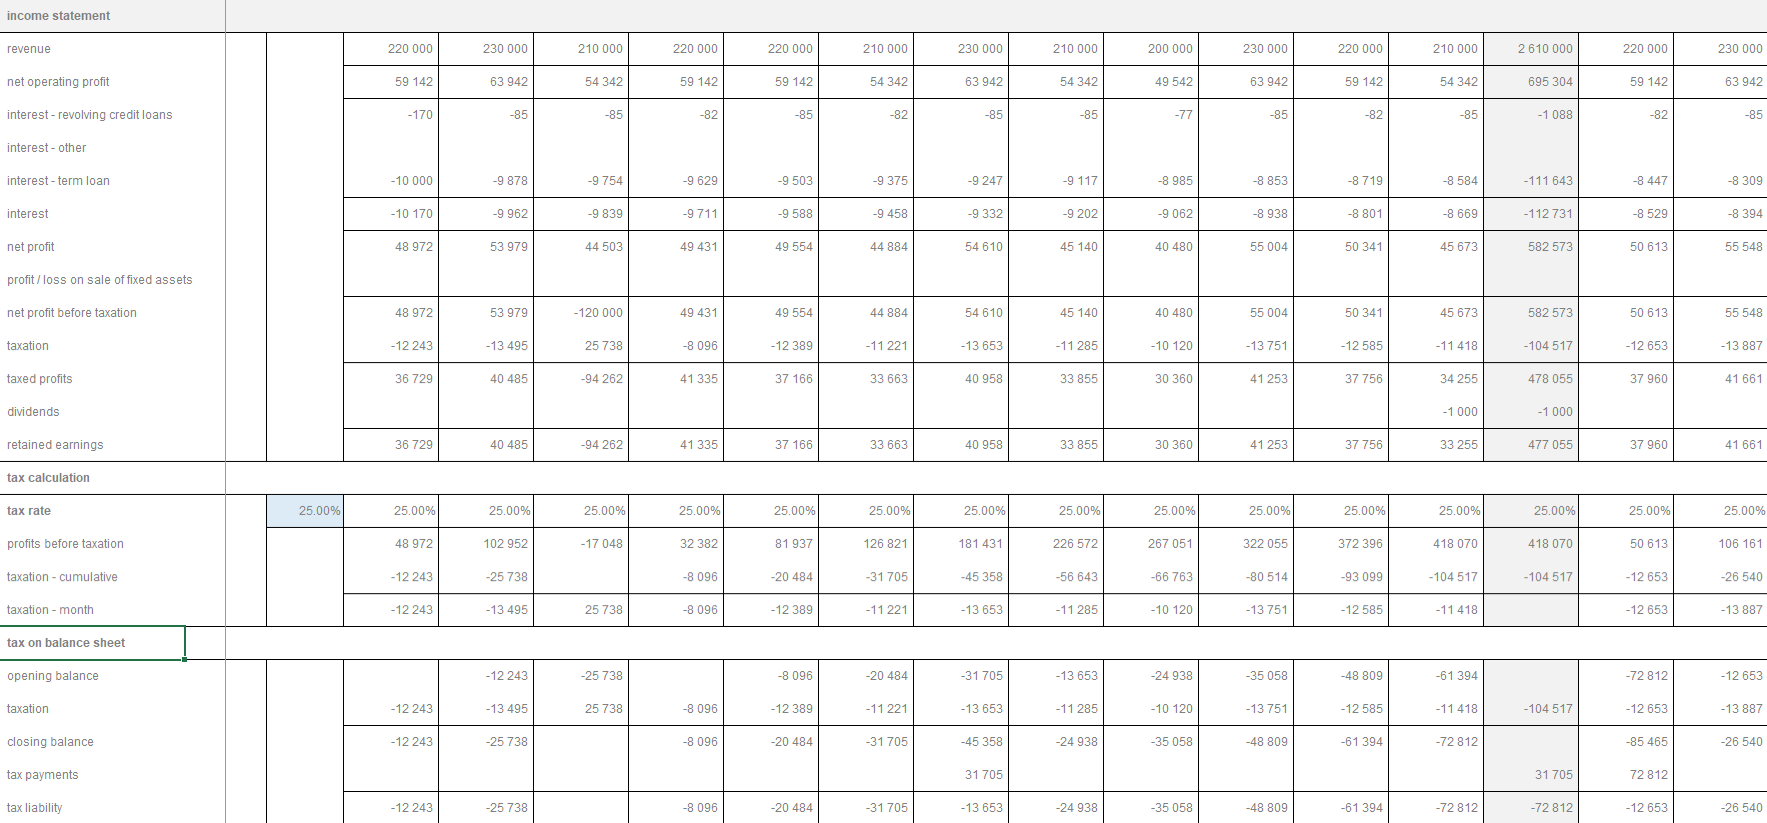 income statement
revenue 220 000 230 000 210 000 220 000 220 000 210 000 230 000 210 000 200 000 230 000 220 000 210 000 2 610 000 220 000 230 000
net operating profit 59 142 63 942 54 342 59 142 59 142 54 342 63 942 54 342 49 542 63 942 59 142 54 342 695 304 59 142 63 942
interest - revolving credit loans -170 -85 -85 -82 -85 -82 -85 -85 -77 -85 -82 -85 -1 088 -82 -85
interest - other
interest - term loan -10 000 -9 878 -9 754 -9 629 -9 503 -9 375 -9 247 -9 117 -8 985 -8 853 -8 719 -8 584 -111 643 -8 447 -8 309
interest -10 170 -9 962 -9 839 -9 711 -9 588 -9 458 -9 332 -9 202 -9 062 -8 938 -8 801 -8 669 -112 731 -8 529 -8 394
net profit 48 972 53 979 44 503 49 431 49 554 44 884 54 610 45 140 40 480 55 004 50 341 45 673 582 573 50 613 55 548
profit / loss on sale of fixed assets
net profit before taxation 48 972 53 979 -120 000 49 431 49 554 44 884 54 610 45 140 40 480 55 004 50 341 45 673 582 573 50 613 55 548
taxation -12 243 -13 495 25 738 -8 096 -12 389 -11 221 -13 653 -11 285 -10 120 -13 751 -12 585 -11 418 -104 517 -12 653 -13 887
taxed profits 36 729 40 485 -94 262 41 335 37 166 33 663 40 958 33 855 30 360 41 253 37 756 34 255 478 055 37 960 41 661
dividends -1 000 -1 000
retained earnings 36 729 40 485 -94 262 41 335 37 166 33 663 40 958 33 855 30 360 41 253 37 756 33 255 477 055 37 960 41 661
tax calculation
tax rate 25.00% 25.00% 25.00% 25.00% 25.00% 25.00% 25.00% 25.00% 25.00% 25.00% 25.00% 25.00% 25.00% 25.00% 25.00% 25.00%
profits before taxation 48 972 102 952 -17 048 32 382 81 937 126 821 181 431 226 572 267 051 322 055 372 396 418 070 418 070 50 613 106 161
taxation - cumulative -12 243 -25 738 -8 096 -20 484 -31 705 -45 358 -56 643 -66 763 -80 514 -93 099 -104 517 -104 517 -12 653 -26 540
taxation - month -12 243 -13 495 25 738 -8 096 -12 389 -11 221 -13 653 -11 285 -10 120 -13 751 -12 585 -11 418 -12 653 -13 887
tax on balance sheet
opening balance -12 243 -25 738 -8 096 -20 484 -31 705 -13 653 -24 938 -35 058 -48 809 -61 394 -72 812 -12 653
taxation -12 243 -13 495 25 738 -8 096 -12 389 -11 221 -13 653 -11 285 -10 120 -13 751 -12 585 -11 418 -104 517 -12 653 -13 887
closing balance -12 243 -25 738 -8 096 -20 484 -31 705 -45 358 -24 938 -35 058 -48 809 -61 394 -72 812 -85 465 -26 540
tax payments 31 705 31 705 72 812
tax liability -12 243 -25 738 -8 096 -20 484 -31 705 -13 653 -24 938 -35 058 -48 809 -61 394 -72 812 -72 812 -12 653 -26 540